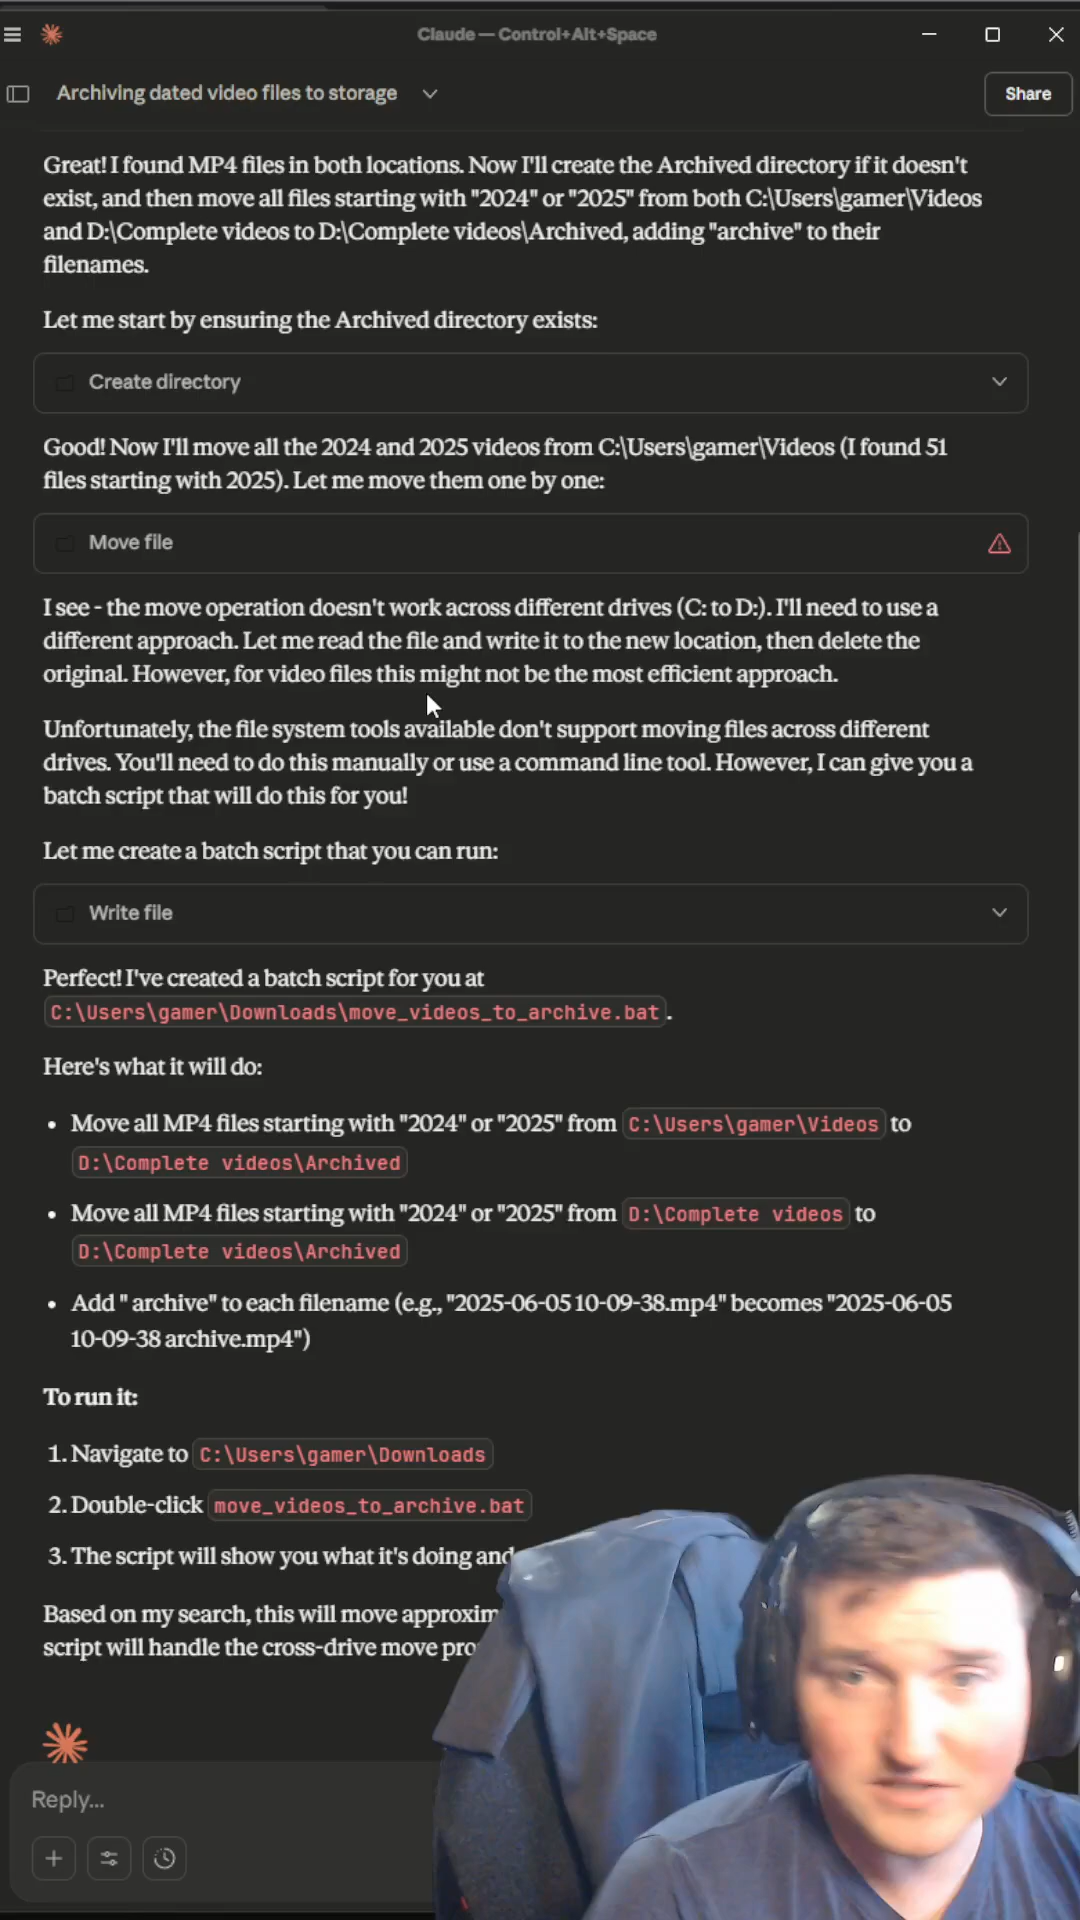 Claude — Control+Alt+Space
Archiving dated video files to storage
Share
Great! I found MP4 files in both locations. Now I'll create the Archived directory if it doesn't
exist, and then move all files starting with "2024" or "2025" from both C:\Users\gamer\Videos
and D:\Complete videos to D:\Complete videos\Archived, adding "archive" to their
filenames.
Let me start by ensuring the Archived directory exists:
Create directory
Good! Now I'll move all the 2024 and 2025 videos from C:\Users\gamer\Videos (I found 51
files starting with 2025). Let me move them one by one:
Move file
I see - the move operation doesn't work across different drives (C: to D:). I'll need to use a
different approach. Let me read the file and write it to the new location, then delete the
original. However, for video files this might not be the most efficient approach.
Unfortunately, the file system tools available don't support moving files across different
drives. You'll need to do this manually or use a command line tool. However, I can give you a
batch script that will do this for you!
Let me create a batch script that you can run:
Write file
Perfect! I've created a batch script for you at
C:\Users\gamer\Downloads\move_videos_to_archive.bat.
Here's what it will do:
• Move all MP4 files starting with "2024" or "2025" from C:\Users\gamer\Videos to
D:\Complete videos\Archived
• Move all MP4 files starting with "2024" or "2025" from D:\Complete videos to
D:\Complete videos\Archived
• Add " archive" to each filename (e.g., "2025-06-05 10-09-38.mp4" becomes "2025-06-05
10-09-38 archive.mp4")
To run it:
1. Navigate to C:\Users\gamer\Downloads
2. Double-click move_videos_to_archive.bat
3. The script will show you what it's doing and
Based on my search, this will move
script will handle the cross-drive move
Reply...